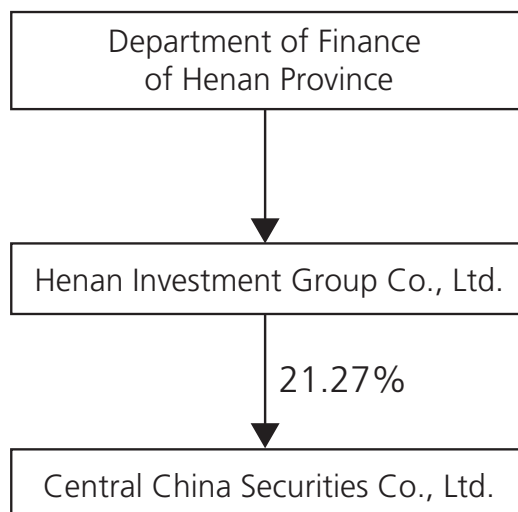 Department of Finance
of Henan Province
Henan Investment Group Co., Ltd.
21.27%
Central China Securities Co., Ltd.